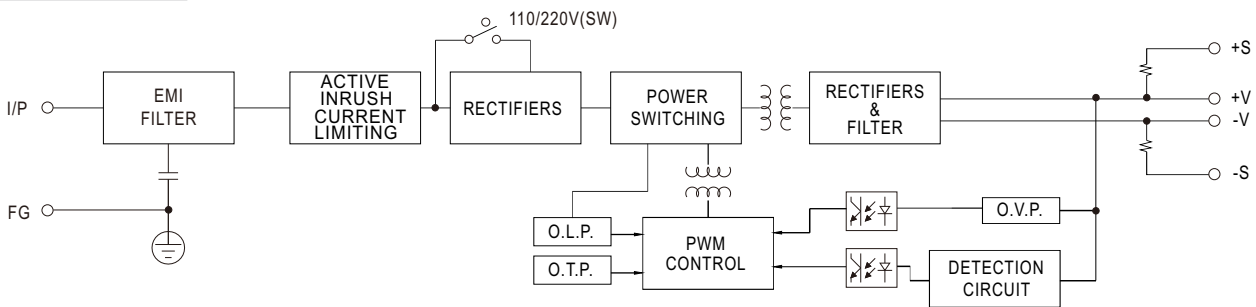 110/220V(SW)
I/P
EMI
FILTER
ACTIVE
INRUSH
CURRENT
LIMITING
RECTIFIERS
POWER
SWITCHING
RECTIFIERS
&
FILTER
+S
+V
-V
-S
FG
O.L.P.
O.T.P.
PWM
CONTROL
O.V.P.
DETECTION
CIRCUIT